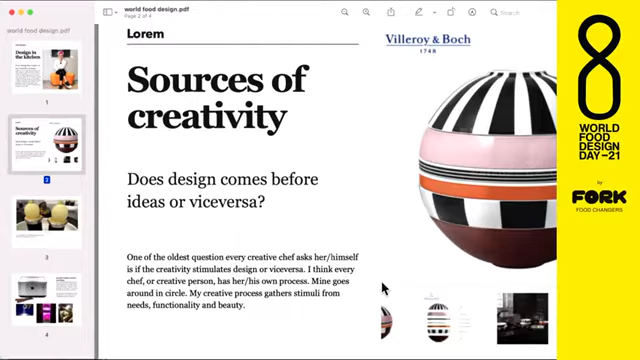 world food design.pdf
Page 2 of 4
Search
world food design.pdf
Design in
the kitchen
1
Sources of
creativity
2
3
4
Lorem
Sources of
creativity
Does design comes before
ideas or viceversa?
One of the oldest question every creative chef asks her/himself
is if the creativity stimulates design or viceversa. I think every
chef, or creative person, has her/his own process. Mine goes
around in circle. My creative process gathers stimuli from
needs, functionality and beauty.
Villeroy & Boch
1748
8
WORLD
FOOD
DESIGN
DAY–21
by
FORK
FOOD CHANGERS